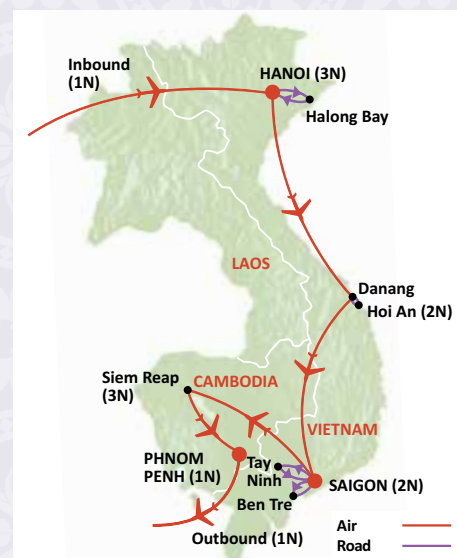 Inbound
(1N)
HANOI (3N)
Halong Bay
LAOS
Danang
Hoi An (2N)
Siem Reap
(3N)
CAMBODIA
VIETNAM
PHNOM
PENH (1N)
Tay
Ninh
SAIGON (2N)
Ben Tre
Outbound (1N)
Air
Road